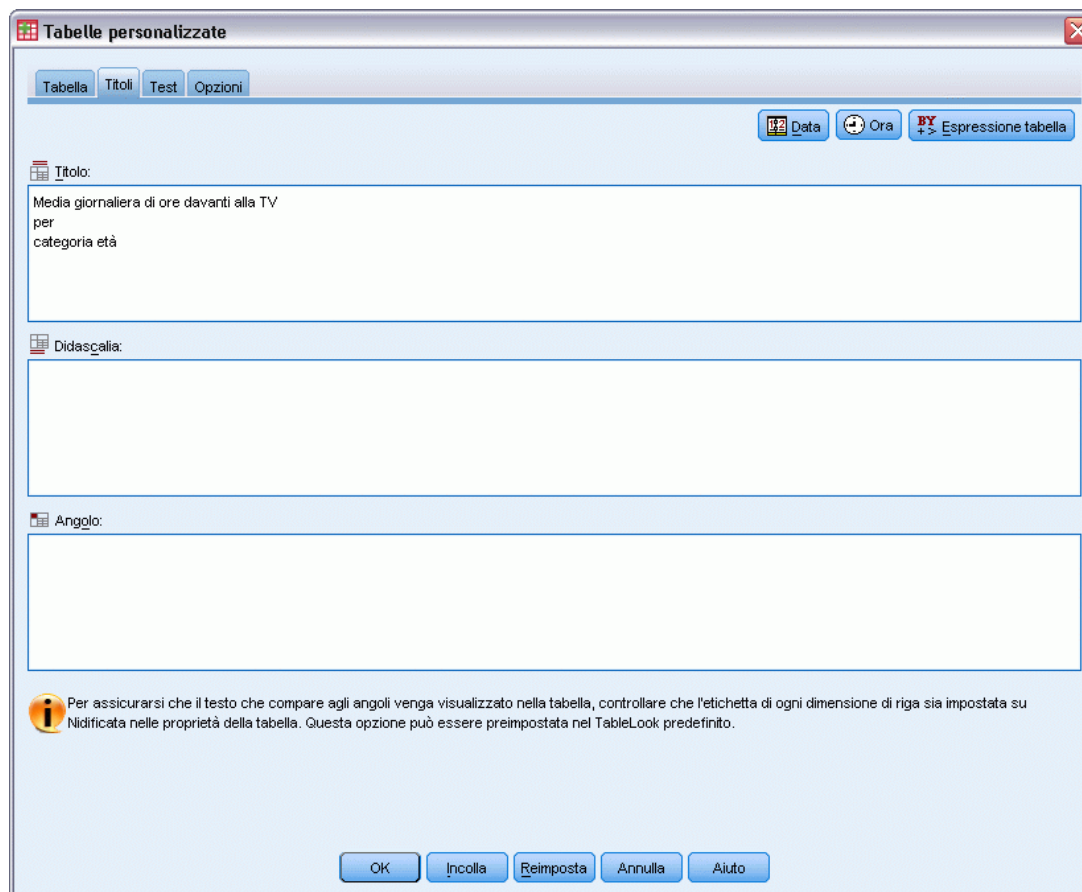 Tabelle personalizzate
Tabella Titoli Test Opzioni
Data Ora BY +> Espressione tabella
Titolo:
Media giornaliera di ore davanti alla TV
per
categoria età
Didascalia:
Angolo:
Per assicurarsi che il testo che compare agli angoli venga visualizzato nella tabella, controllare che l'etichetta di ogni dimensione di riga sia impostata su
Nidificata nelle proprietà della tabella. Questa opzione può essere preimpostata nel TableLook predefinito.
OK Incolla Reimposta Annulla Aiuto